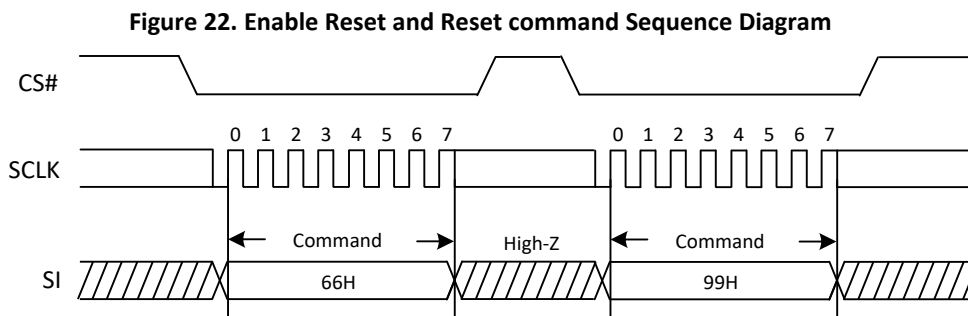 Figure 22. Enable Reset and Reset command Sequence Diagram
CS#
0 1 2 3 4 5 6 7 0 1 2 3 4 5 6 7
SCLK
Command High-Z Command
SI 66H 99H